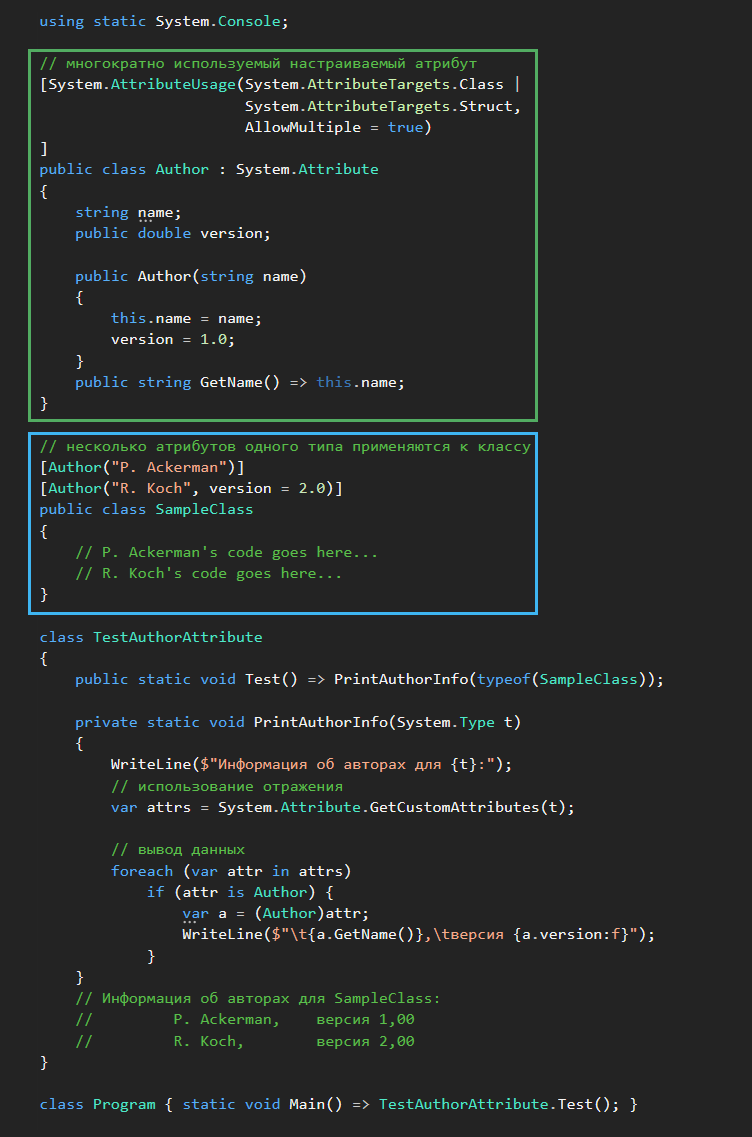 using static System.Console;
// многократно используемый настраиваемый атрибут
[System.AttributeUsage(System.AttributeTargets.Class |
                       System.AttributeTargets.Struct,
                       AllowMultiple = true)
]
public class Author : System.Attribute
{
    string name;
    public double version;

    public Author(string name)
    {
        this.name = name;
        version = 1.0;
    }
    public string GetName() => this.name;
}
// несколько атрибутов одного типа применяются к классу
[Author("P. Ackerman")]
[Author("R. Koch", version = 2.0)]
public class SampleClass
{
    // P. Ackerman's code goes here...
    // R. Koch's code goes here...
}

class TestAuthorAttribute
{
    public static void Test() => PrintAuthorInfo(typeof(SampleClass));

    private static void PrintAuthorInfo(System.Type t)
    {
        WriteLine($"Информация об авторах для {t}:");
        // использование отражения
        var attrs = System.Attribute.GetCustomAttributes(t);

        // вывод данных
        foreach (var attr in attrs)
            if (attr is Author) {
                var a = (Author)attr;
                WriteLine($"\t{a.GetName()},\tверсия {a.version:f}");
            }
    }
    // Информация об авторах для SampleClass:
    //         P. Ackerman,    версия 1,00
    //         R. Koch,        версия 2,00
}

class Program { static void Main() => TestAuthorAttribute.Test(); }